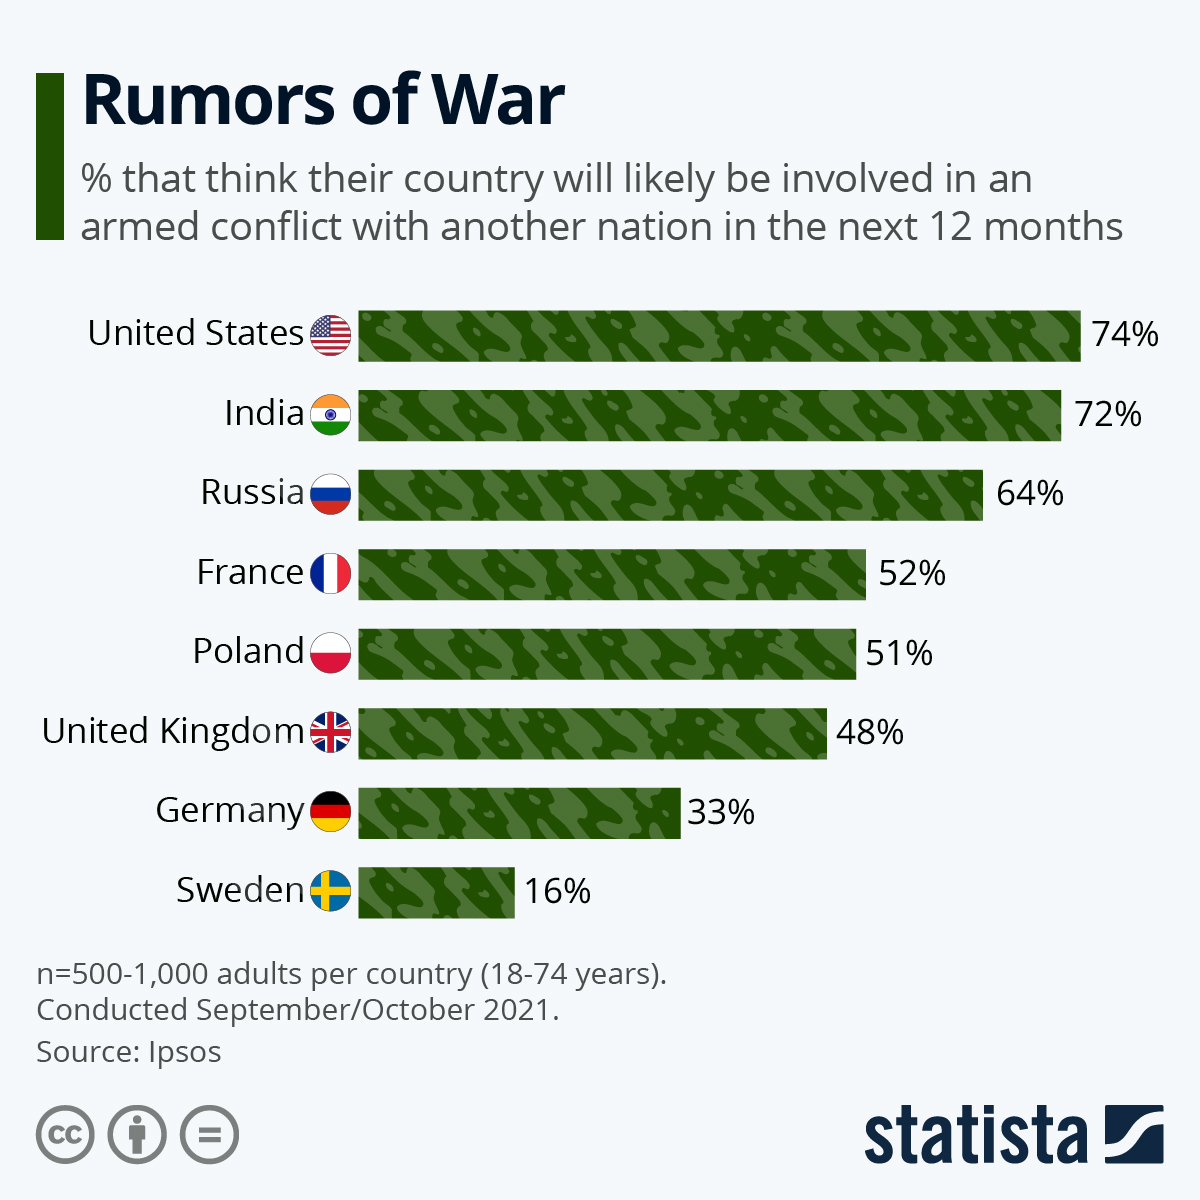 Rumors of War
% that think their country will likely be involved in an
armed conflict with another nation in the next 12 months
United States 74%
India 72%
Russia 64%
France 52%
Poland 51%
United Kingdom 48%
Germany 33%
Sweden 16%
n=500-1,000 adults per country (18-74 years).
Conducted September/October 2021.
Source: Ipsos
cc
statista